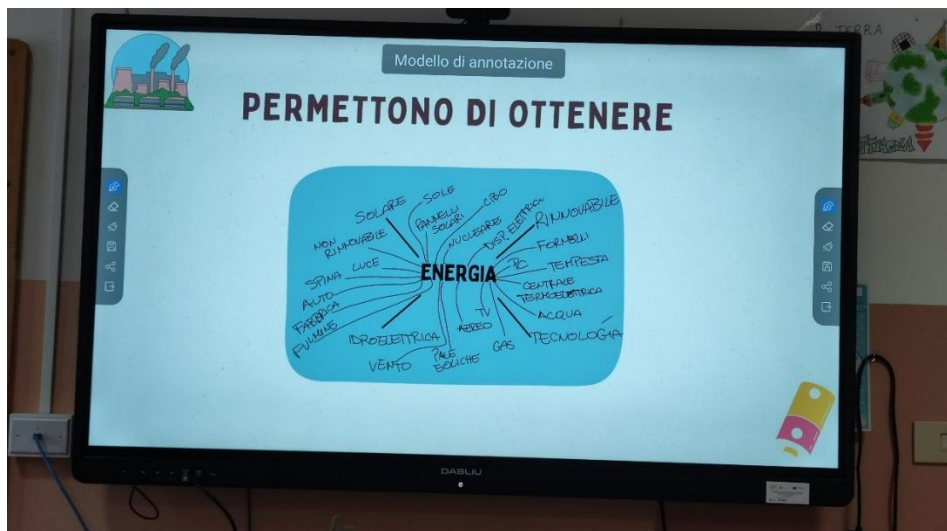 Modello di annotazione
PERMETTONO DI OTTENERE
SOLARE
SOLE
PANNELLI
SOLARI
NUCLEARE
CIBO
DISP. ELETTRICI
RINNOVABILE
NON
RINNOVABILE
FORNELLI
LUCE
PC
TEMPESTA
SPINA
ENERGIA
CENTRALE
TERMOELETTRICA
AUTO
FABBRICA
FULMINE
TV
ACQUA
IDROELETTRICA
AEREO
TECNOLOGIA
GAS
VENTO
PALE
EOLICHE
DABLIU
TERRA